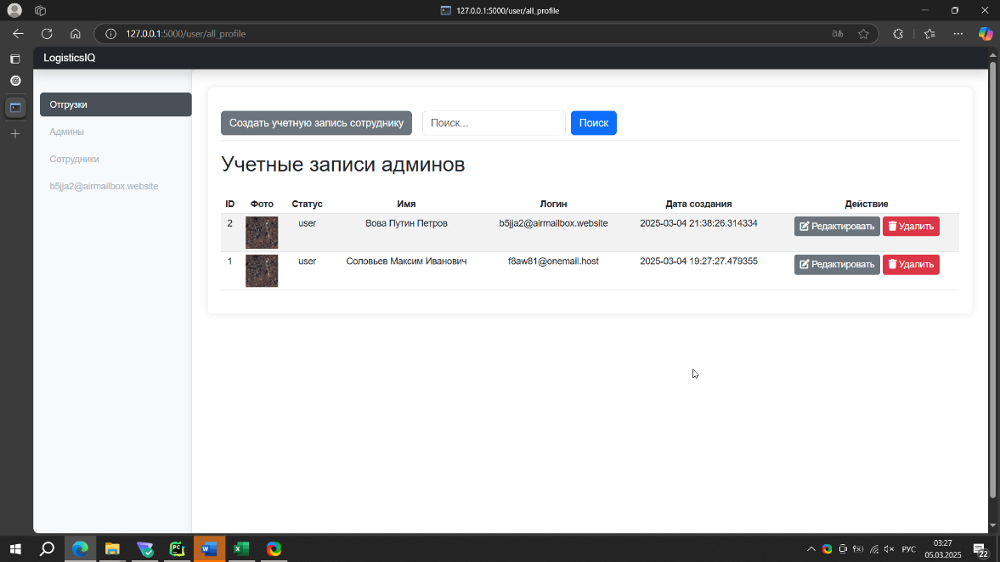 127.0.0.1:5000/user/all_profile
127.0.0.1:5000/user/all_profile
аあ
LogisticsIQ
Отгрузки
Админы
Сотрудники
b5jja2@airmailbox.website
Создать учетную запись сотруднику Поиск... Поиск
Учетные записи админов
ID Фото Статус Имя Логин Дата создания Действие
2 user Вова Путин Петров b5jja2@airmailbox.website 2025-03-04 21:38:26.314334 Редактировать Удалить
1 user Соловьев Максим Иванович f8aw81@onemail.host 2025-03-04 19:27:27.479355 Редактировать Удалить
РУС
03:27
05.03.2025
22